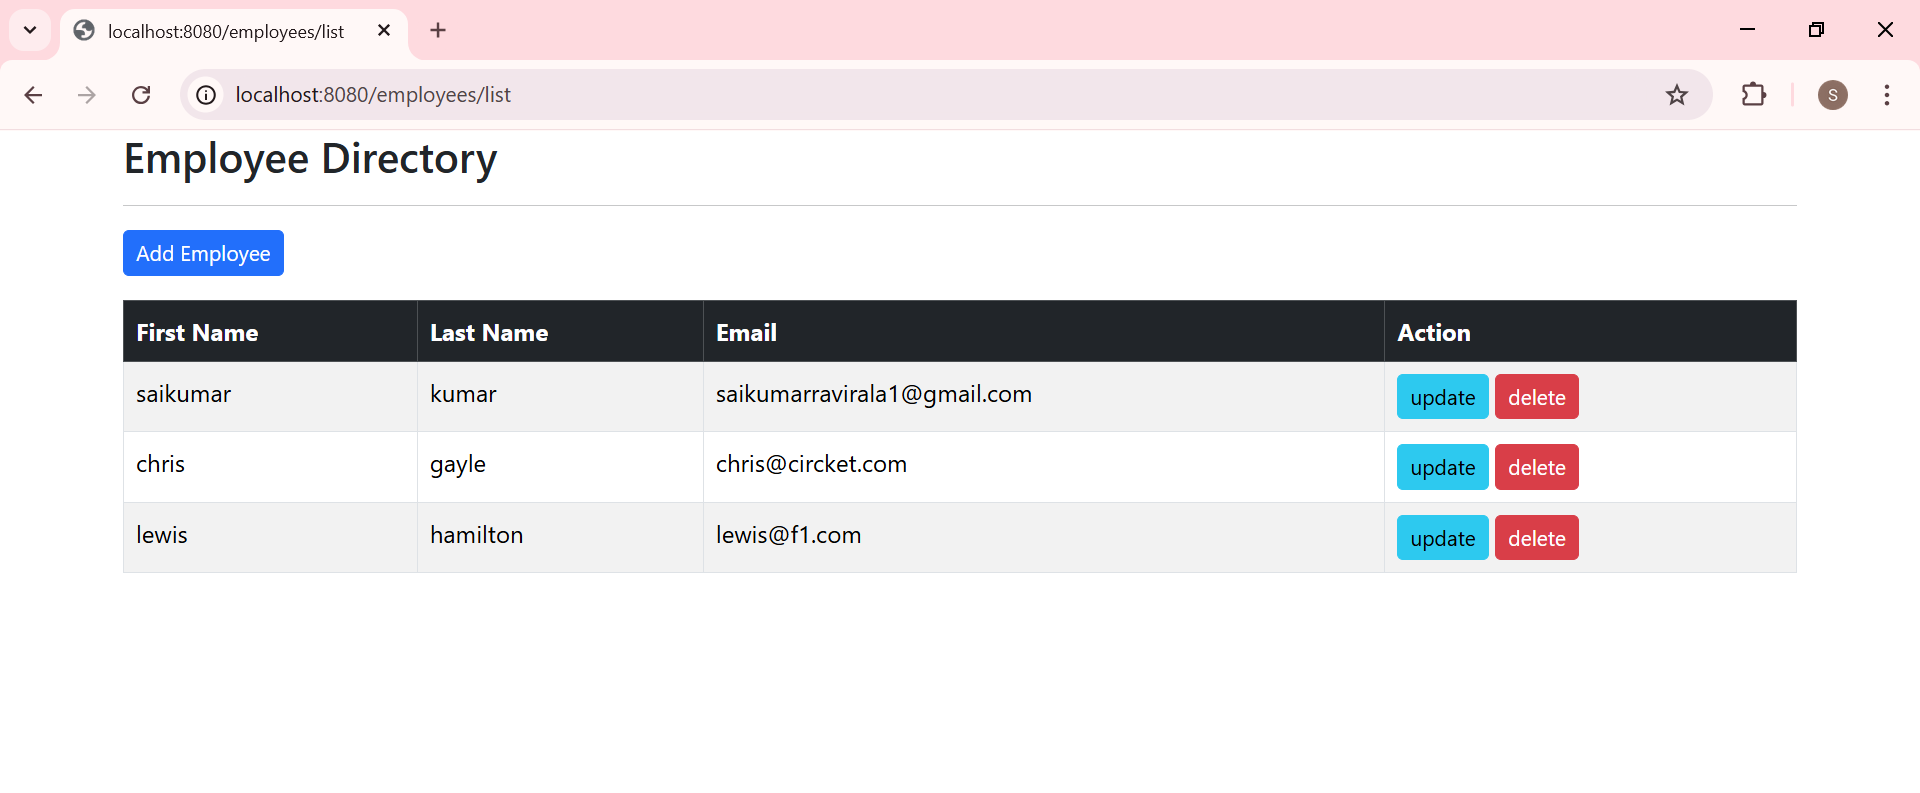 localhost:8080/employees/list
localhost:8080/employees/list
S
Employee Directory
Add Employee
First Name Last Name Email Action
saikumar kumar saikumarravirala1@gmail.com update delete
chris gayle chris@circket.com update delete
lewis hamilton lewis@f1.com update delete